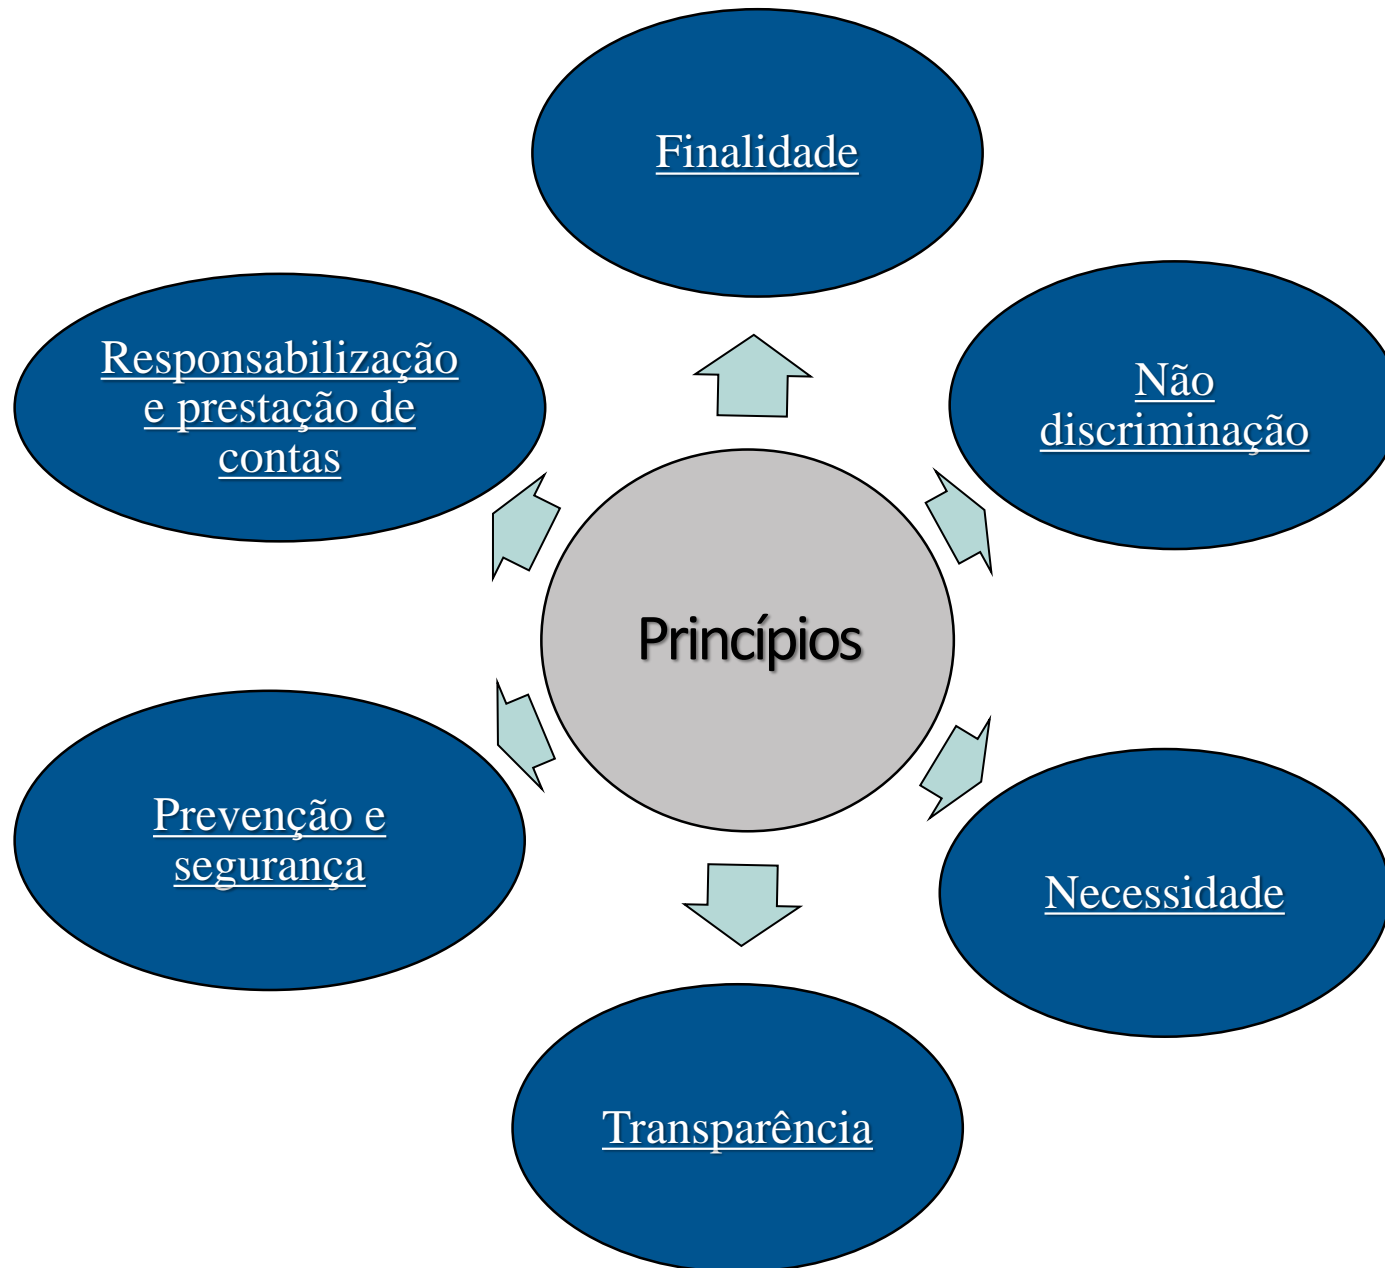 Finalidade
Responsabilização
e prestação de
contas
Não
discriminação
Princípios
Prevenção e
segurança
Necessidade
Transparência